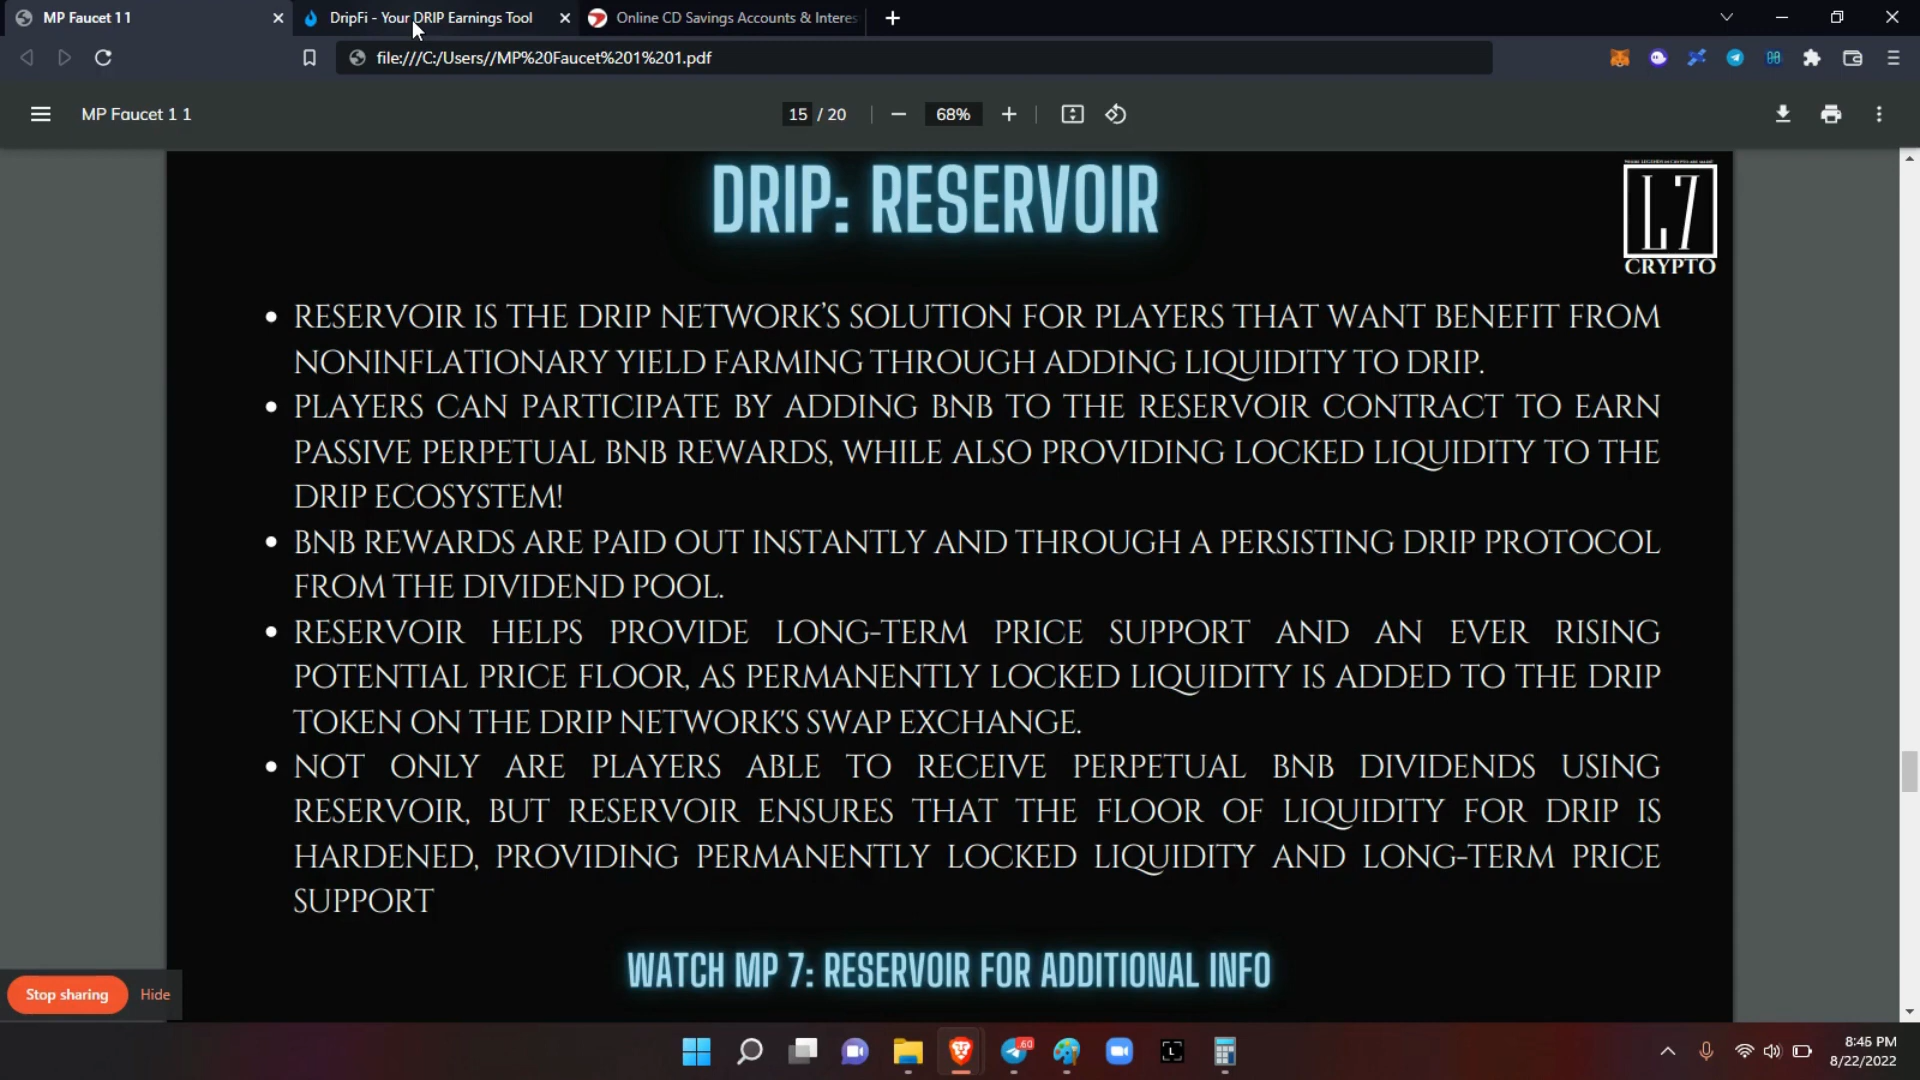 MP Faucet 1 1
DripFi - Your DRIP Earnings Tool
Online CD Savings Accounts & Interes
file:///C:/Users//MP%20Faucet%201%201.pdf
MP Faucet 1 1
15 / 20
68%
DRIP: RESERVOIR
L7
CRYPTO
• RESERVOIR IS THE DRIP NETWORK’S SOLUTION FOR PLAYERS THAT WANT BENEFIT FROM
NONINFLATIONARY YIELD FARMING THROUGH ADDING LIQUIDITY TO DRIP.
• PLAYERS CAN PARTICIPATE BY ADDING BNB TO THE RESERVOIR CONTRACT TO EARN
PASSIVE PERPETUAL BNB REWARDS, WHILE ALSO PROVIDING LOCKED LIQUIDITY TO THE
DRIP ECOSYSTEM!
• BNB REWARDS ARE PAID OUT INSTANTLY AND THROUGH A PERSISTING DRIP PROTOCOL
FROM THE DIVIDEND POOL.
• RESERVOIR HELPS PROVIDE LONG-TERM PRICE SUPPORT AND AN EVER RISING
POTENTIAL PRICE FLOOR, AS PERMANENTLY LOCKED LIQUIDITY IS ADDED TO THE DRIP
TOKEN ON THE DRIP NETWORK'S SWAP EXCHANGE.
• NOT ONLY ARE PLAYERS ABLE TO RECEIVE PERPETUAL BNB DIVIDENDS USING
RESERVOIR, BUT RESERVOIR ENSURES THAT THE FLOOR OF LIQUIDITY FOR DRIP IS
HARDENED, PROVIDING PERMANENTLY LOCKED LIQUIDITY AND LONG-TERM PRICE
SUPPORT
WATCH MP 7: RESERVOIR FOR ADDITIONAL INFO
Stop sharing
Hide
60
L
8:45 PM
8/22/2022